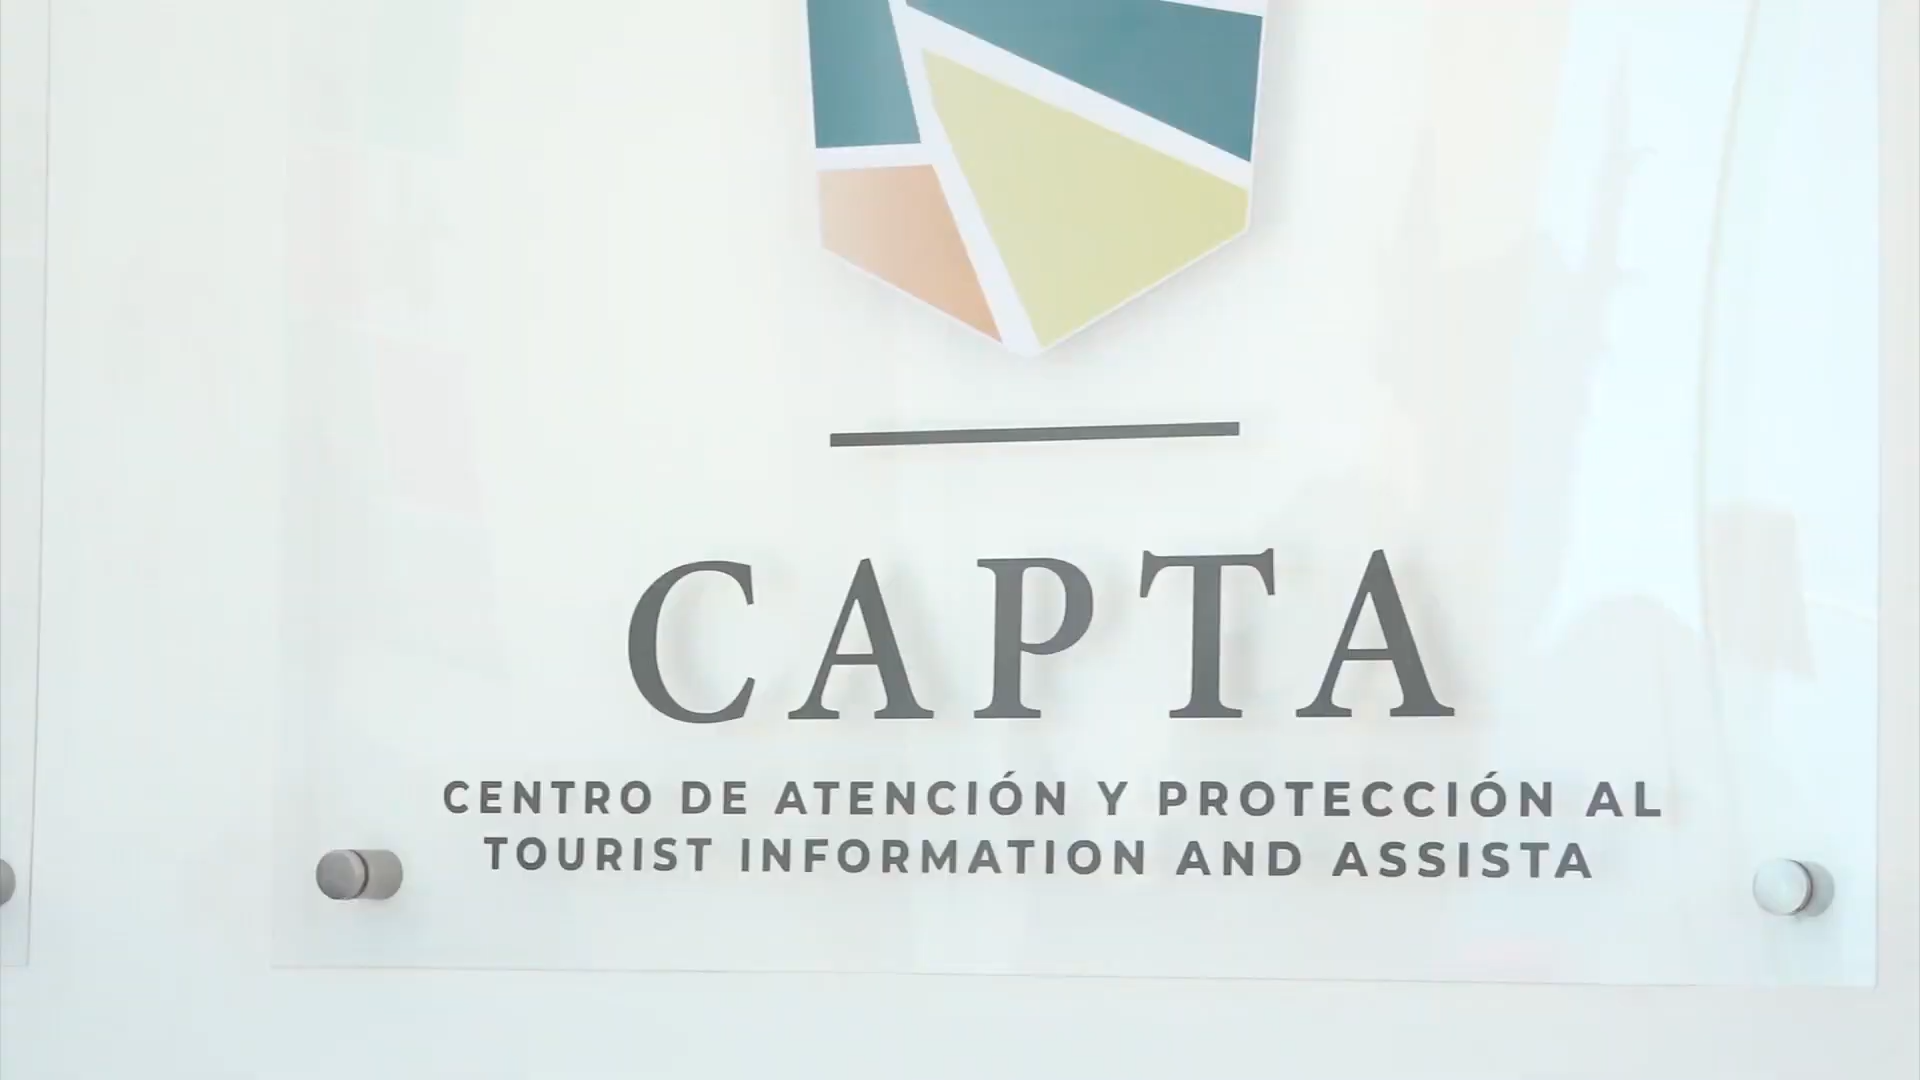 CAPTA
CENTRO DE ATENCIÓN Y PROTECCIÓN AL
TOURIST INFORMATION AND ASSISTA